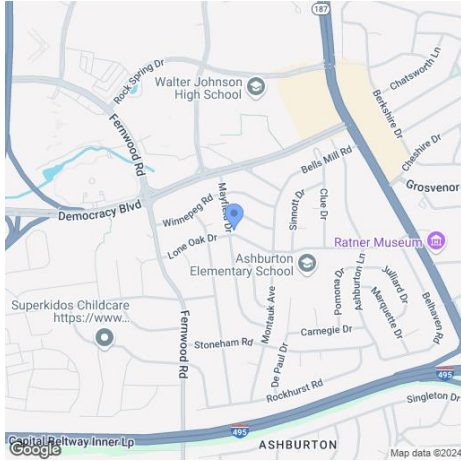 187
Rock Spring Dr
Walter Johnson
High School
Chatsworth Ln
Berkshire Dr
Fernwood Rd
Cheshire Dr
Bells Mill Rd
Grosvenor
Democracy Blvd
Winnepeg Rd
Mayfield Dr
Sinnott Dr
Clue Dr
Lone Oak Dr
Ratner Museum
Ashburton
Elementary School
Ashburton Ln
Pomona Dr
Julliard Dr
Marquette Dr
Belhaven Rd
Superkidos Childcare
https://www...
Montauk Ave
Fernwood Rd
Carnegie Dr
Stoneham Rd
De Paul Dr
495
Rockhurst Rd
Singleton Dr
495
Capital Beltway Inner Lp
ASHBURTON
Google
Map data ©2024